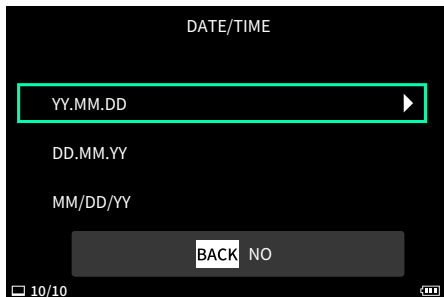 DATE/TIME
YY.MM.DD
DD.MM.YY
MM/DD/YY
BACK NO
10/10